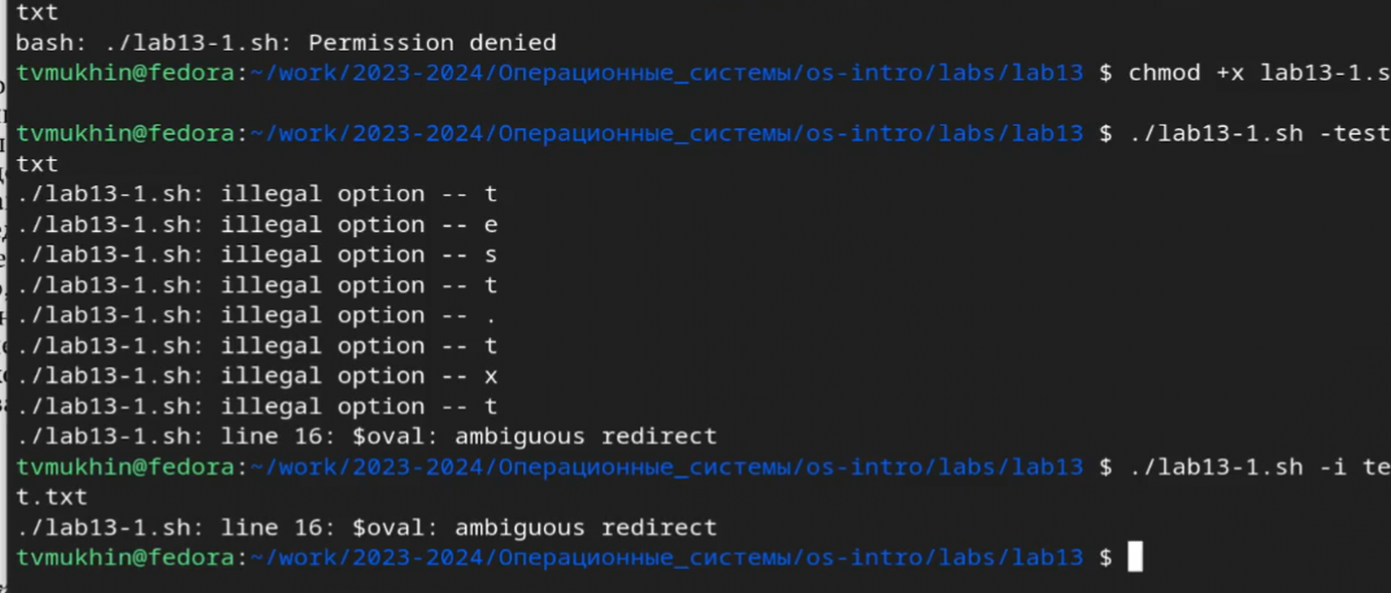 txt
bash: ./lab13-1.sh: Permission denied
tvmukhin@fedora:~/work/2023-2024/Операционные_системы/os-intro/labs/lab13 $ chmod +x lab13-1.s
tvmukhin@fedora:~/work/2023-2024/Операционные_системы/os-intro/labs/lab13 $ ./lab13-1.sh -test
txt
./lab13-1.sh: illegal option -- t
./lab13-1.sh: illegal option -- e
./lab13-1.sh: illegal option -- s
./lab13-1.sh: illegal option -- t
./lab13-1.sh: illegal option -- .
./lab13-1.sh: illegal option -- t
./lab13-1.sh: illegal option -- x
./lab13-1.sh: illegal option -- t
./lab13-1.sh: line 16: $oval: ambiguous redirect
tvmukhin@fedora:~/work/2023-2024/Операционные_системы/os-intro/labs/lab13 $ ./lab13-1.sh -i te
t.txt
./lab13-1.sh: line 16: $oval: ambiguous redirect
tvmukhin@fedora:~/work/2023-2024/Операционные_системы/os-intro/labs/lab13 $